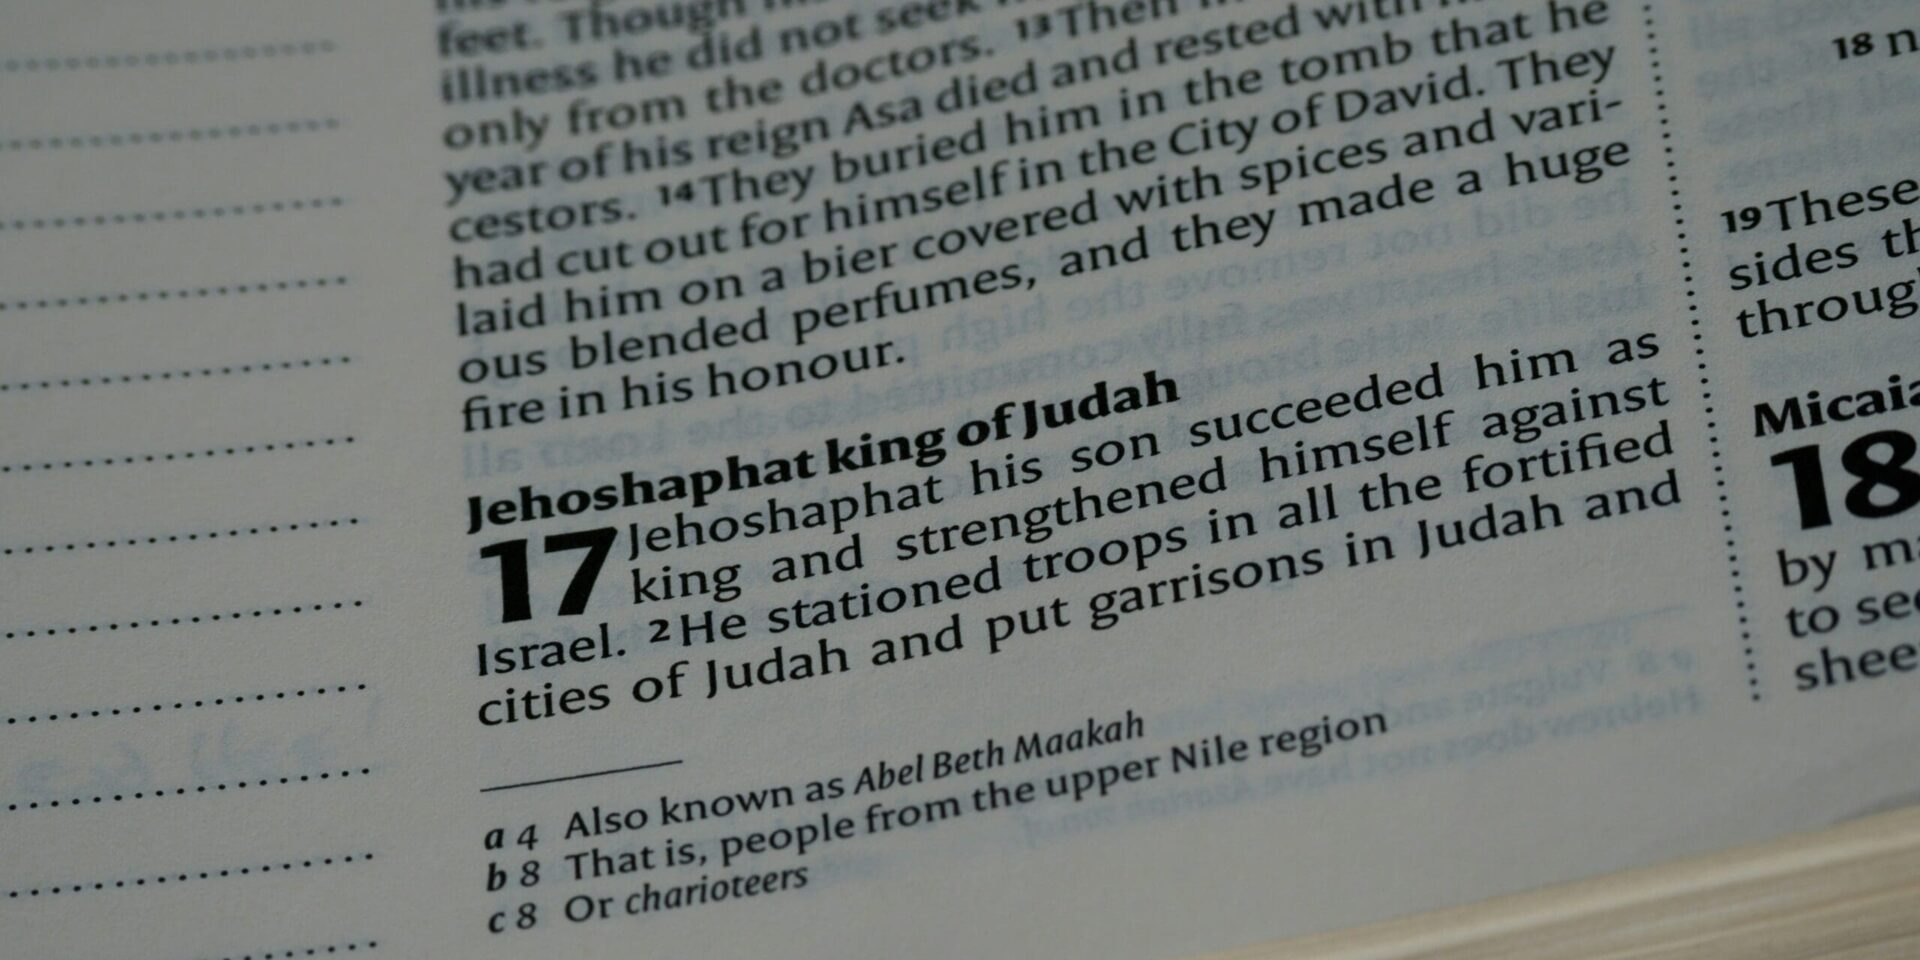 feet. Though
illness he did not seek
only from the doctors. 13 Then
year of his reign Asa died and rested with
cestors. 14 They buried him in the tomb that he
had cut out for himself in the City of David. They
laid him on a bier covered with spices and vari-
ous blended perfumes, and they made a huge
fire in his honour.
Jehoshaphat king of Judah
17 Jehoshaphat his son succeeded him as
king and strengthened himself against
Israel. 2 He stationed troops in all the fortified
cities of Judah and put garrisons in Judah and
a 4 Also known as Abel Beth Maakah
b 8 That is, people from the upper Nile region
c 8 Or charioteers
18
19 These
sides
throug
Micaia
18
by
to
shee